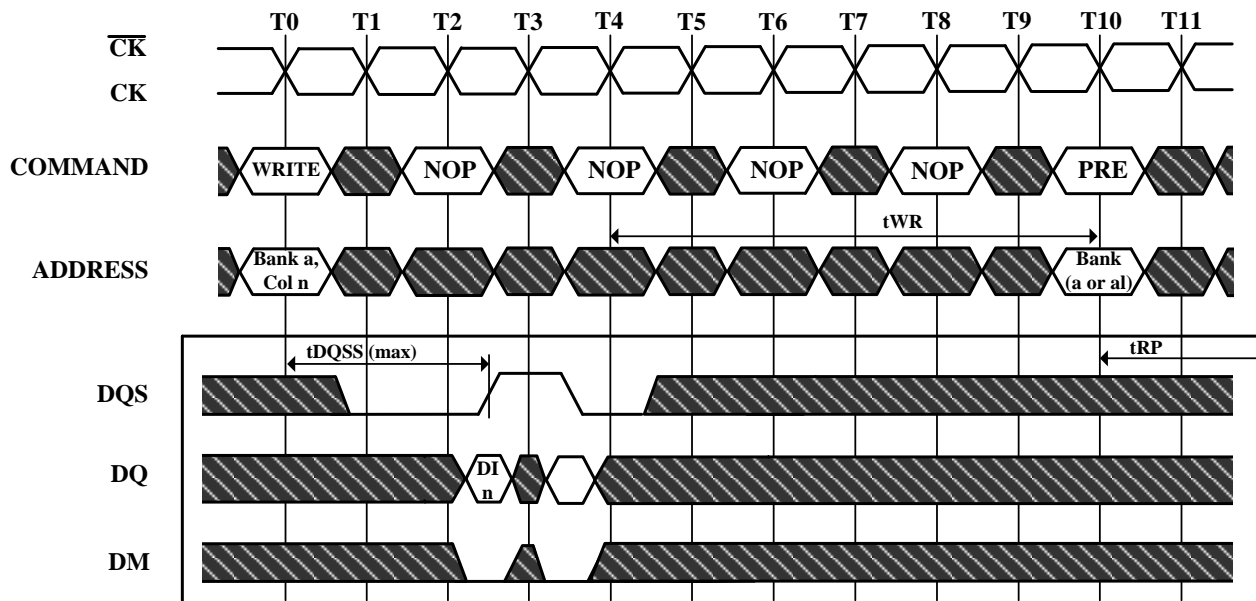 T0 T1 T2 T3 T4 T5 T6 T7 T8 T9 T10 T11
CK
CK
COMMAND
WRITE NOP NOP NOP NOP PRE
tWR
ADDRESS
Bank a,
Col n
Bank
(a or al)
tDQSS (max)
tRP
DQS
DQ
DI
n
DM